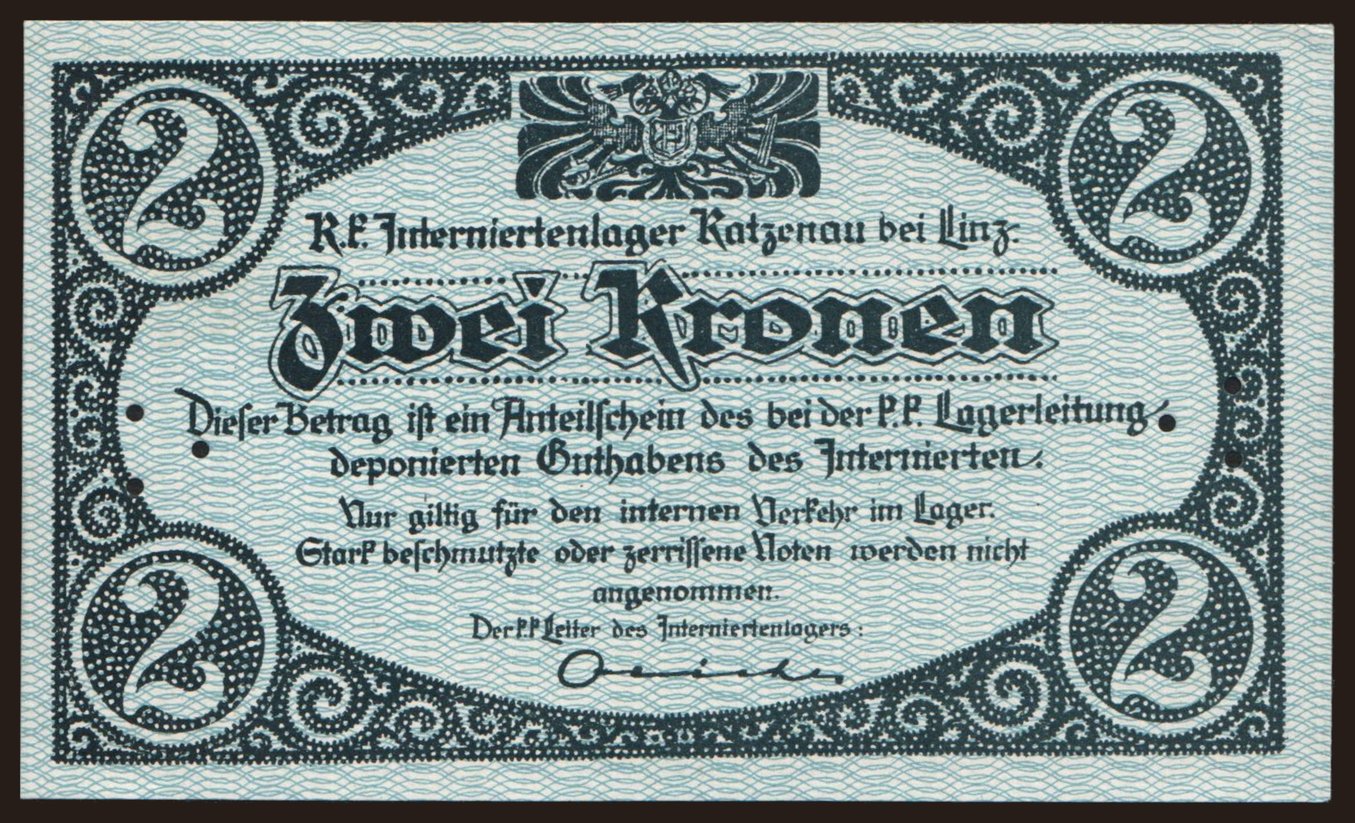 2 2
K.k. Interniertenlager Katzenau bei Linz.
Zwei Kronen
Dieser Betrag ist ein Anteilschein des bei der k.k. Lagerleitung
deponierten Guthabens des Internierten.
Nur giltig für den internen Verkehr im Lager.
Stark beschmutzte oder zerrissene Noten werden nicht
angenommen.
Der k.k Leiter des Interniertenlagers:
2 2